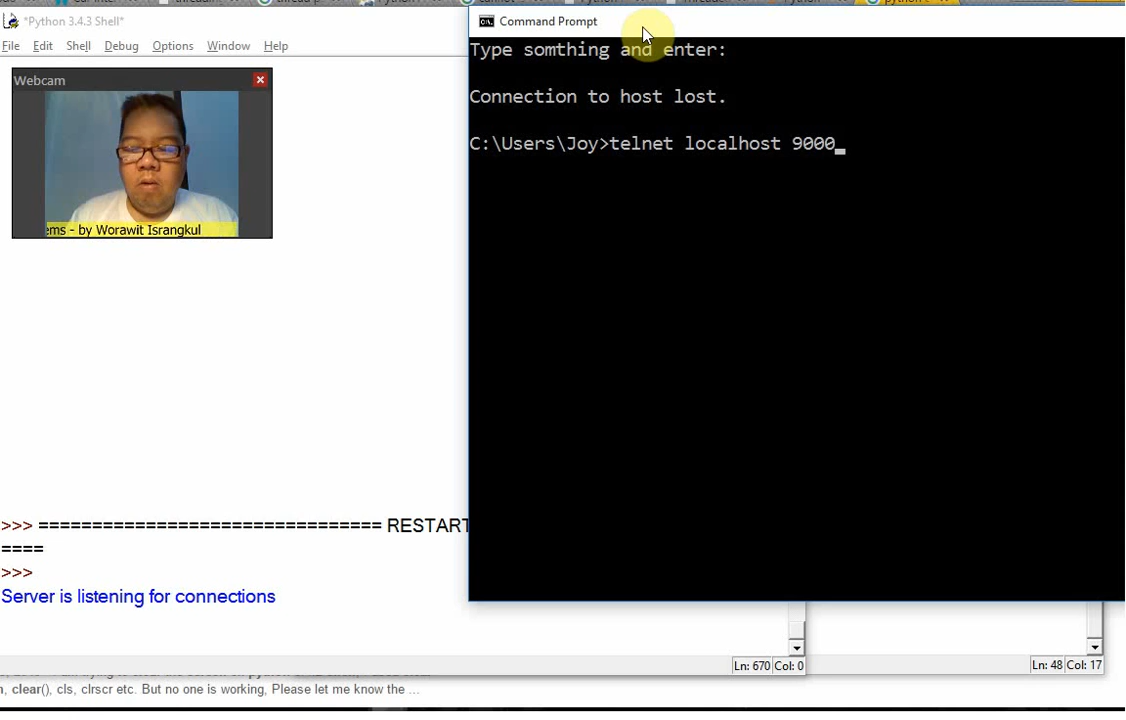 *Python 3.4.3 Shell*
File Edit Shell Debug Options Window Help
Webcam
ems - by Worawit Israngkul
>>> ================================ RESTART
====
>>>
Server is listening for connections
Ln: 670 Col: 0
Command Prompt
Type somthing and enter:
Connection to host lost.
C:\Users\Joy>telnet localhost 9000
Ln: 48 Col: 17
, clear(), cls, clrscr etc. But no one is working, Please let me know the ...